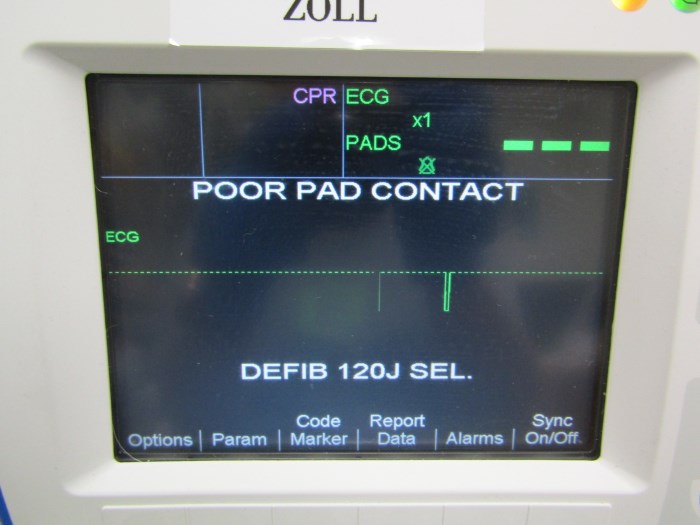 ZOLL
CPR ECG
x1
PADS
POOR PAD CONTACT
ECG
DEFIB 120J SEL.
Options Param Code Marker Report Data Alarms Sync On/Off